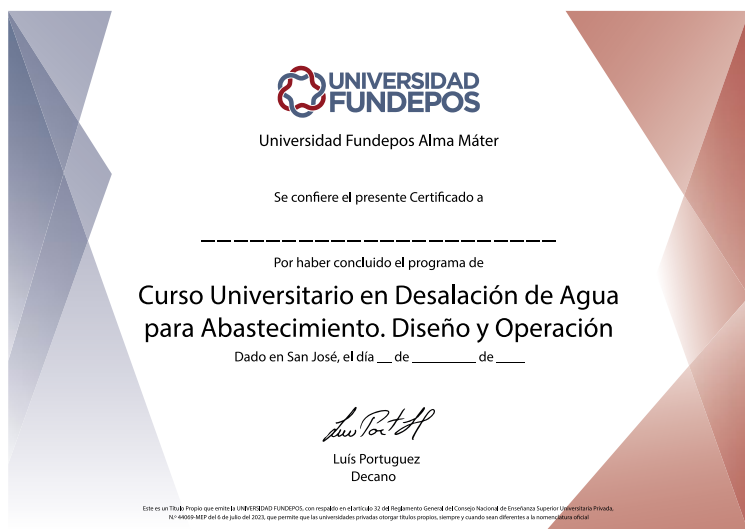 UNIVERSIDAD
FUNDEPOS
Universidad Fundepos Alma Máter
Se confiere el presente Certificado a
Por haber concluido el programa de
Curso Universitario en Desalación de Agua
para Abastecimiento. Diseño y Operación
Dado en San José, el día __ de ________ de ____
Luís Portuguez
Decano
Este es un Título Propio que emite la UNIVERSIDAD FUNDEPOS, con respaldo en el artículo 32 del Reglamento General del Consejo Nacional de Enseñanza Superior Universitaria Privada,
N.º 44069-MEP del 6 de julio del 2023, que permite que las universidades privadas otorgar títulos propios, siempre y cuando sean diferentes a la nomenclatura oficial